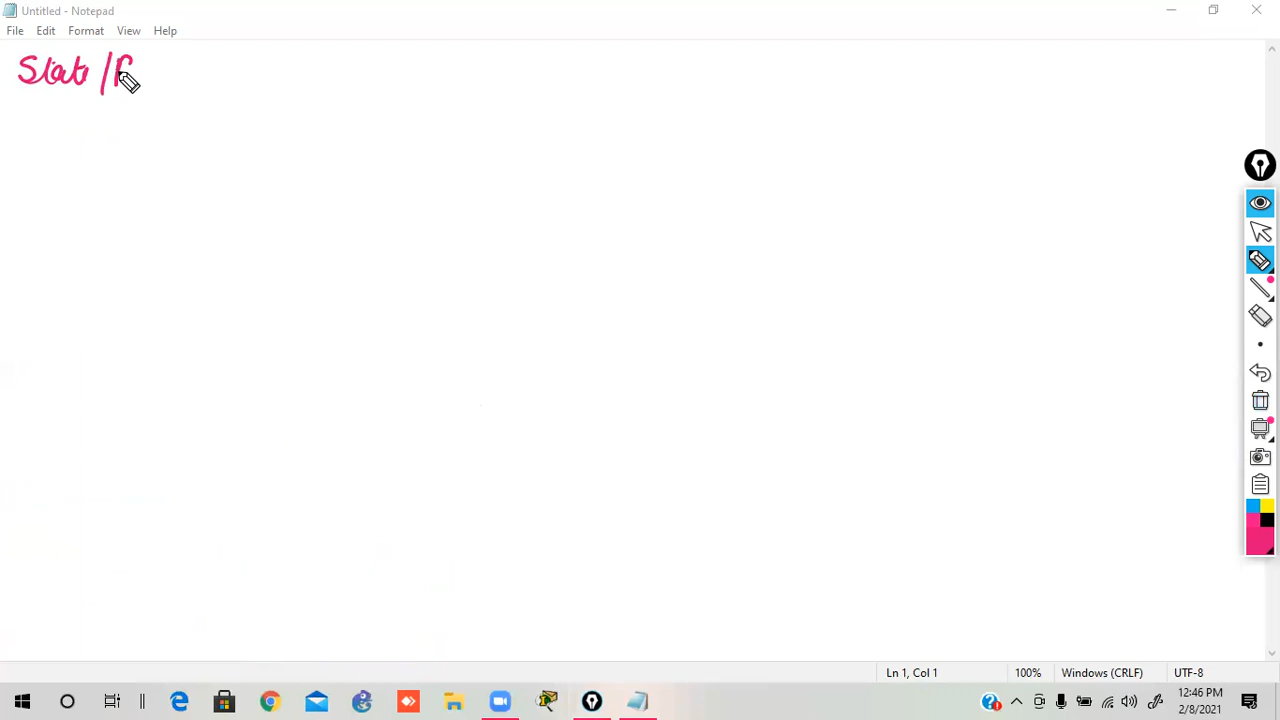 Untitled - Notepad
File Edit Format View Help
State /P
Ln 1, Col 1 100% Windows (CRLF) UTF-8
12:46 PM
2/8/2021